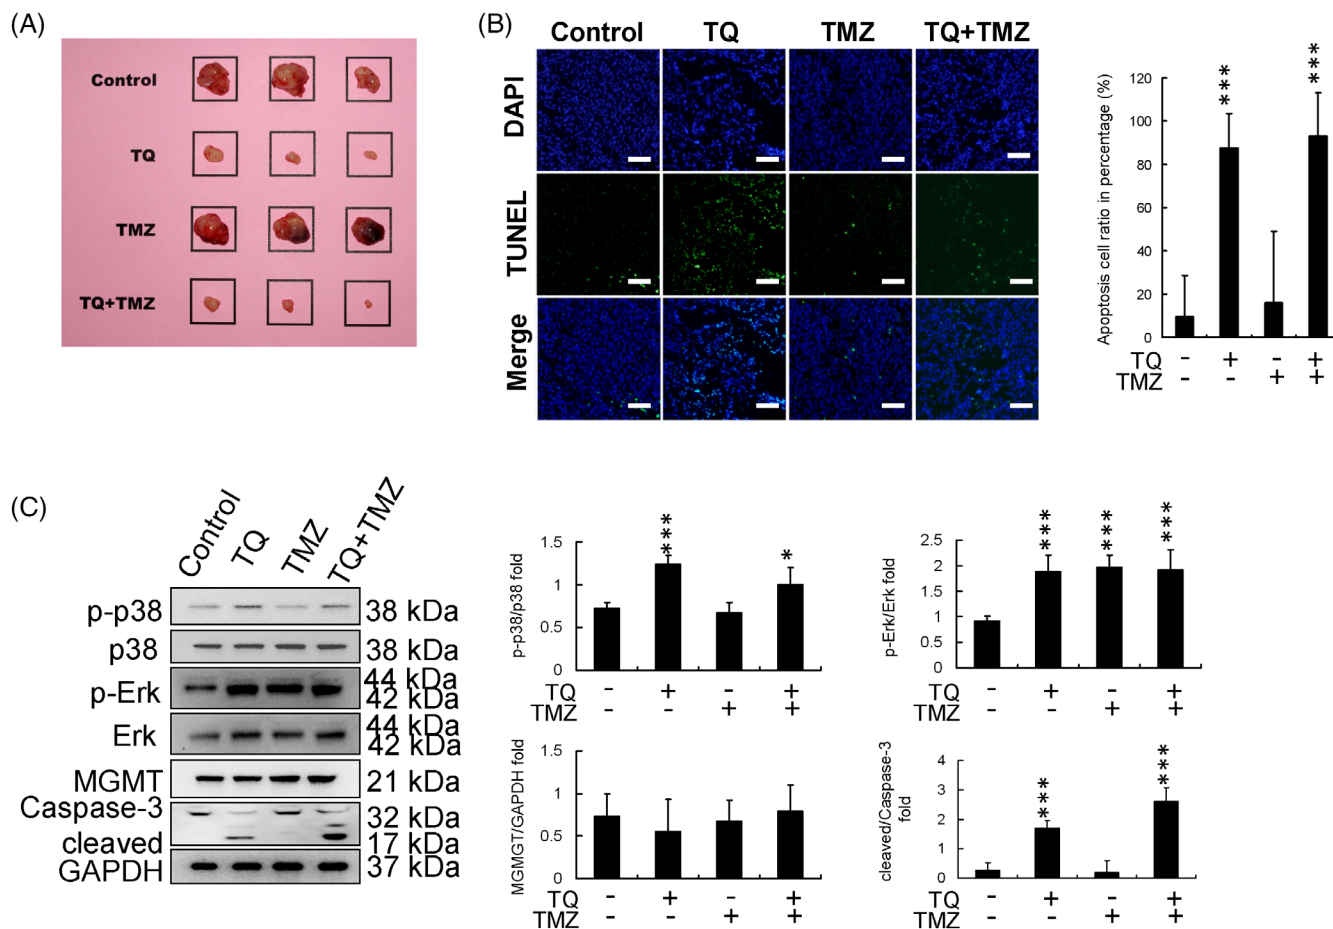 (A)
Control
TQ
TMZ
TQ+TMZ
(B)
Control TQ TMZ TQ+TMZ
DAPI
TUNEL
Merge
Apoptosis cell ratio in percentage (%)
120
100
80
60
40
20
0
*** ***
TQ - + - +
TMZ - - + +
(C)
Control TQ TMZ TQ+TMZ
p-p38 38 kDa
p38 38 kDa
p-Erk 44 kDa
42 kDa
Erk 44 kDa
42 kDa
MGMT 21 kDa
Caspase-3 32 kDa
cleaved 17 kDa
GAPDH 37 kDa
p-p38/p38 fold
1.5
1
0.5
0
*** *
TQ - + - +
TMZ - - + +
p-Erk/Erk fold
2.5
2
1.5
1
0.5
0
*** *** ***
TQ - + - +
TMZ - - + +
MGMGT/GAPDH fold
1.5
1
0.5
0
TQ - + - +
TMZ - - + +
cleaved/Caspase-3
fold
4
3
2
1
0
*** ***
TQ - + - +
TMZ - - + +